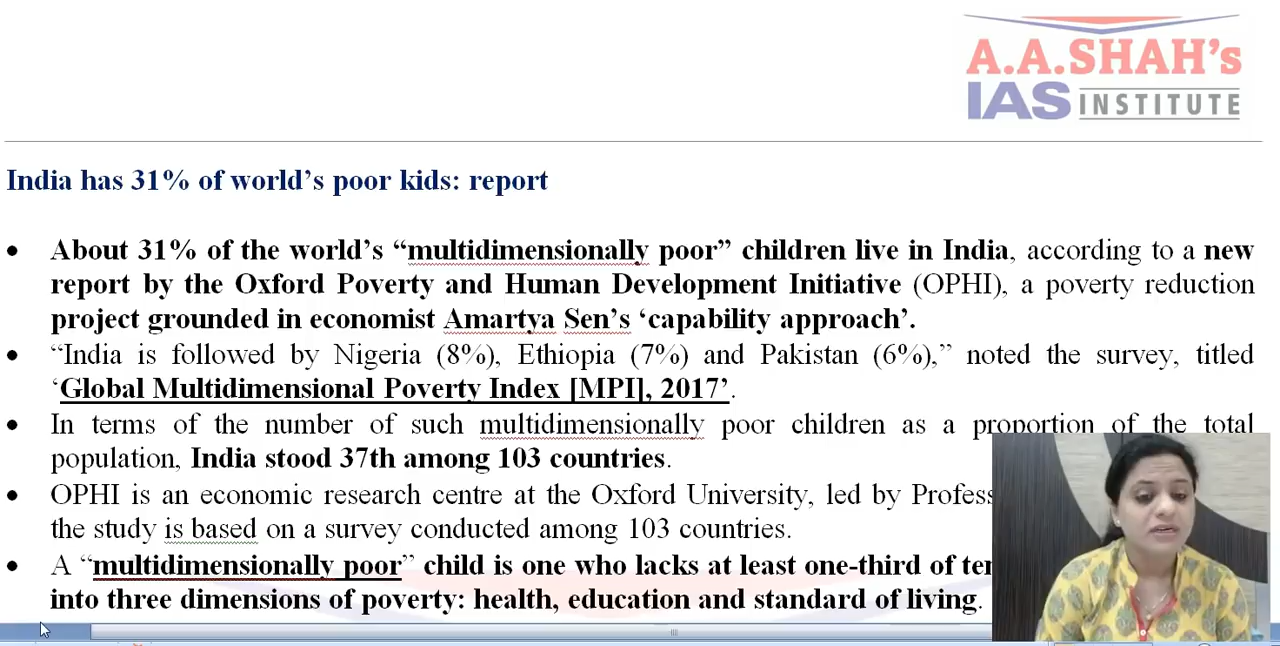 A.A.SHAH's
IAS INSTITUTE
India has 31% of world’s poor kids: report
• About 31% of the world’s “multidimensionally poor” children live in India, according to a new
report by the Oxford Poverty and Human Development Initiative (OPHI), a poverty reduction
project grounded in economist Amartya Sen’s ‘capability approach’.
• “India is followed by Nigeria (8%), Ethiopia (7%) and Pakistan (6%),” noted the survey, titled
‘Global Multidimensional Poverty Index [MPI], 2017’.
• In terms of the number of such multidimensionally poor children as a proportion of the total
population, India stood 37th among 103 countries.
• OPHI is an economic research centre at the Oxford University, led by
the study is based on a survey conducted among 103 countries.
• A “multidimensionally poor” child is one who lacks at least one-third of
into three dimensions of poverty: health, education and standard of living.